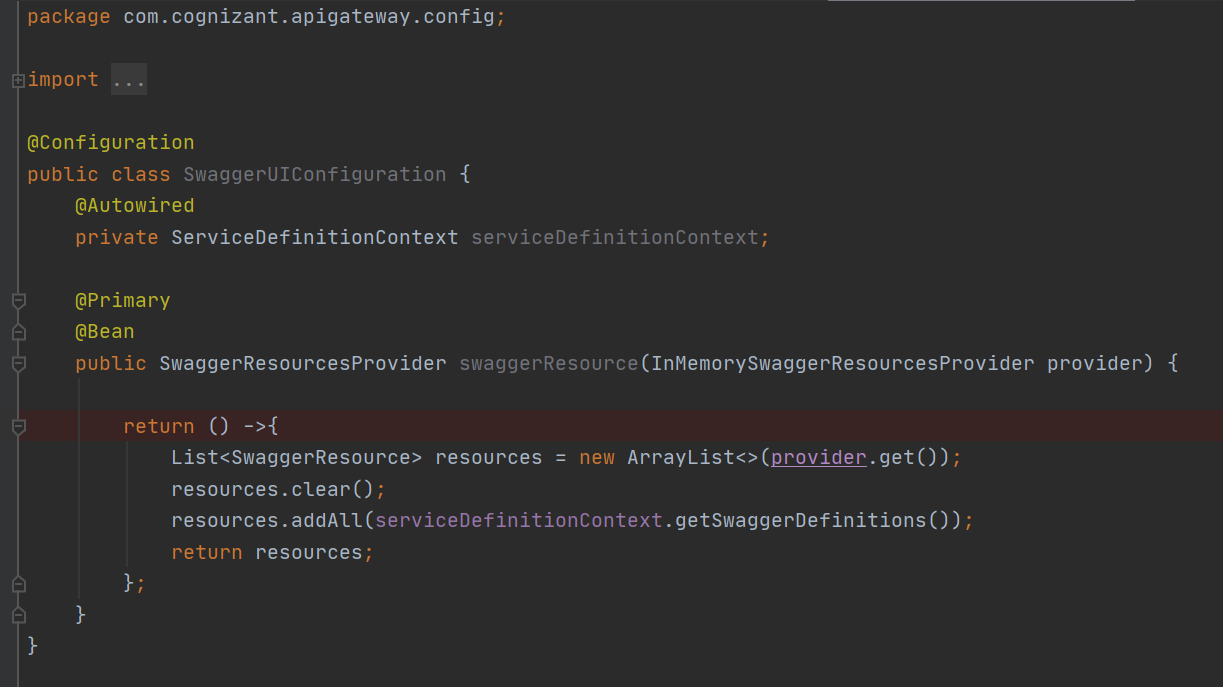 package com.cognizant.apigateway.config;
import ...
@Configuration
public class SwaggerUIConfiguration {
@Autowired
private ServiceDefinitionContext serviceDefinitionContext;
@Primary
@Bean
public SwaggerResourcesProvider swaggerResource(InMemorySwaggerResourcesProvider provider) {
return () ->{
List<SwaggerResource> resources = new ArrayList<>(provider.get());
resources.clear();
resources.addAll(serviceDefinitionContext.getSwaggerDefinitions());
return resources;
};
}
}